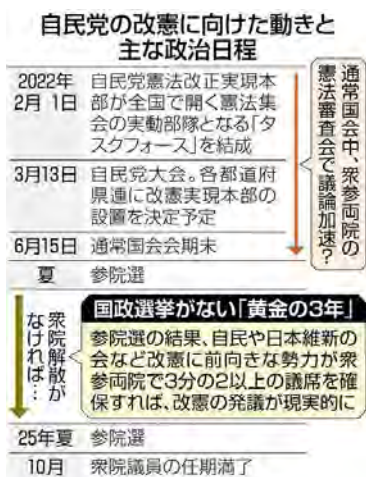 自民党の改憲に向けた動きと
主な政治日程
2022年
2月 1日
自民党憲法改正実現本
部が全国で開く憲法集
会の実動部隊となる「タ
スクフォース」を結成
3月13日
自民党大会。各都道府
県連に改憲実現本部の
設置を決定予定
6月15日 通常国会会期末
夏 参院選
通常国会中、衆参両院の
憲法審査会で議論加速?
衆院解散が
なければ…
国政選挙がない「黄金の3年」
参院選の結果、自民や日本維新の
会など改憲に前向きな勢力が衆
参両院で3分の2以上の議席を確
保すれば、改憲の発議が現実的に
25年夏 参院選
10月 衆院議員の任期満了